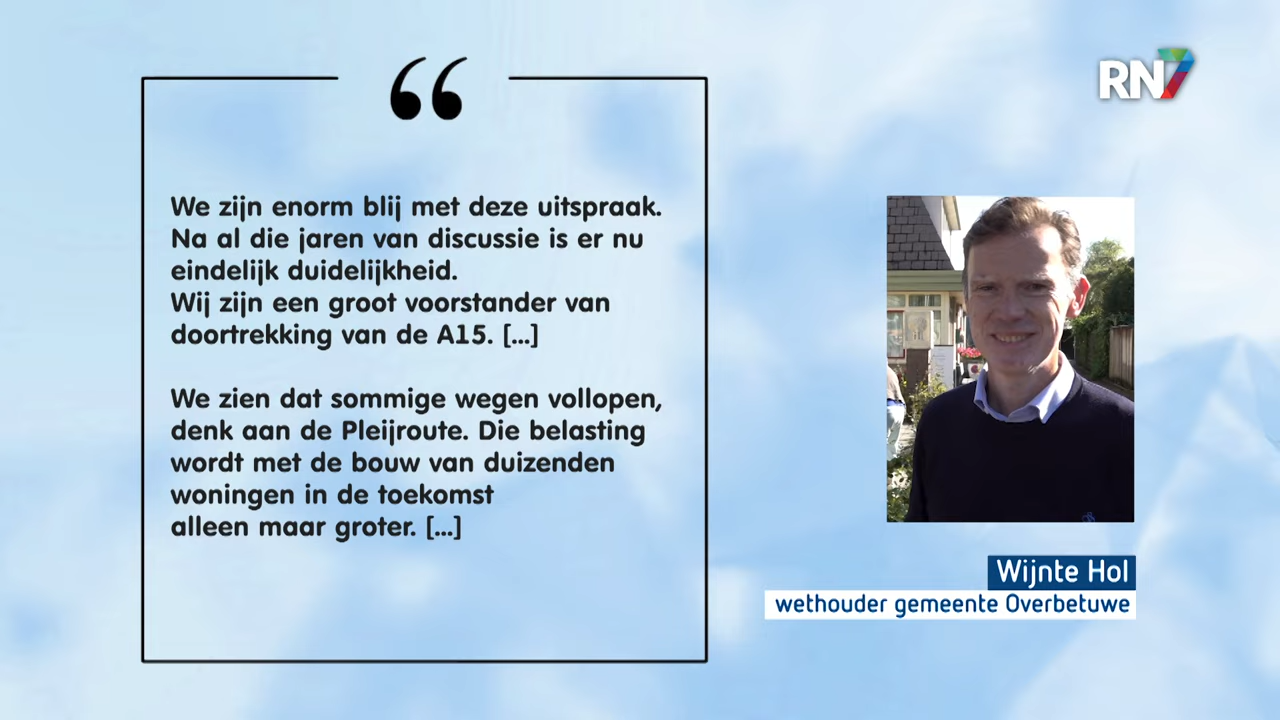 RN7
“
We zijn enorm blij met deze uitspraak.
Na al die jaren van discussie is er nu
eindelijk duidelijkheid.
Wij zijn een groot voorstander van
doortrekking van de A15. [...]
We zien dat sommige wegen vollopen,
denk aan de Pleijroute. Die belasting
wordt met de bouw van duizenden
woningen in de toekomst
alleen maar groter. [...]
Wijnte Hol
wethouder gemeente Overbetuwe